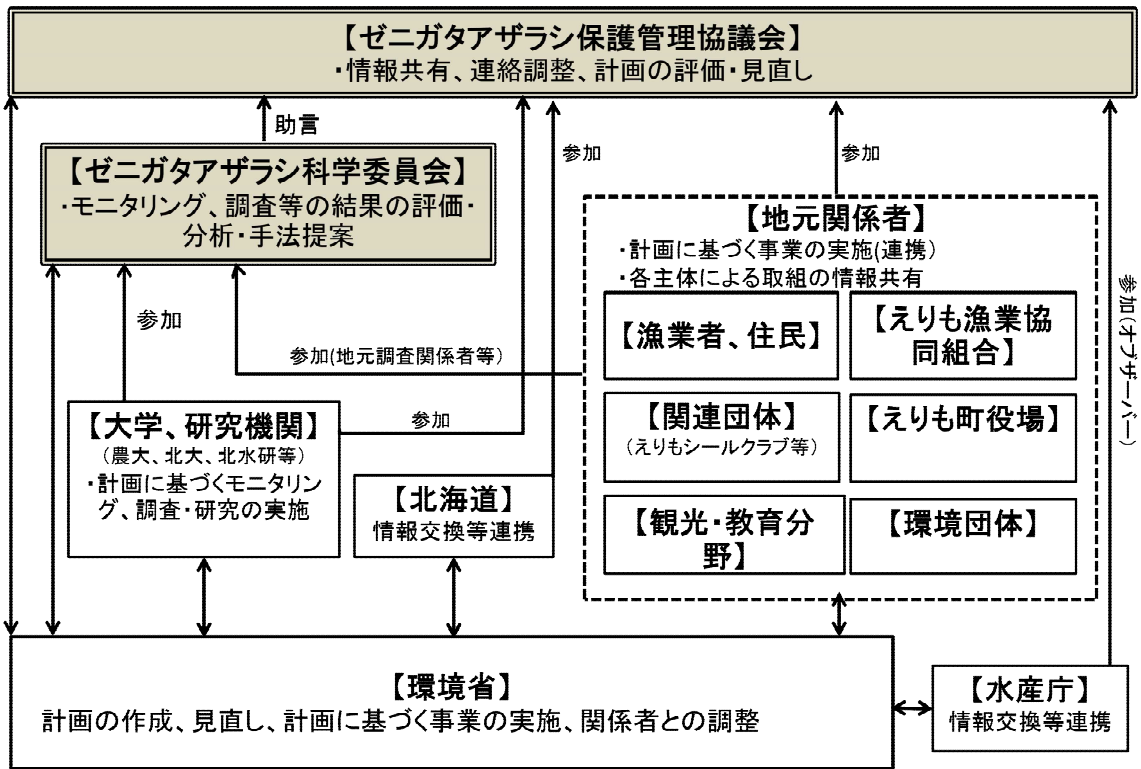 【ゼニガタアザラシ保護管理協議会】
・情報共有、連絡調整、計画の評価・見直し
助言
【ゼニガタアザラシ科学委員会】
・モニタリング、調査等の結果の評価・
分析・手法提案
参加
参加
【地元関係者】
・計画に基づく事業の実施(連携)
・各主体による取組の情報共有
【漁業者、住民】
【えりも漁業協
同組合】
【関連団体】
(えりもシールクラブ等)
【えりも町役場】
【観光・教育分
野】
【環境団体】
参加(オブザーバー)
参加
参加(地元調査関係者等)
【大学、研究機関】
(農大、北大、北水研等)
・計画に基づくモニタリン
グ、調査・研究の実施
参加
【北海道】
情報交換等連携
【環境省】
計画の作成、見直し、計画に基づく事業の実施、関係者との調整
【水産庁】
情報交換等連携